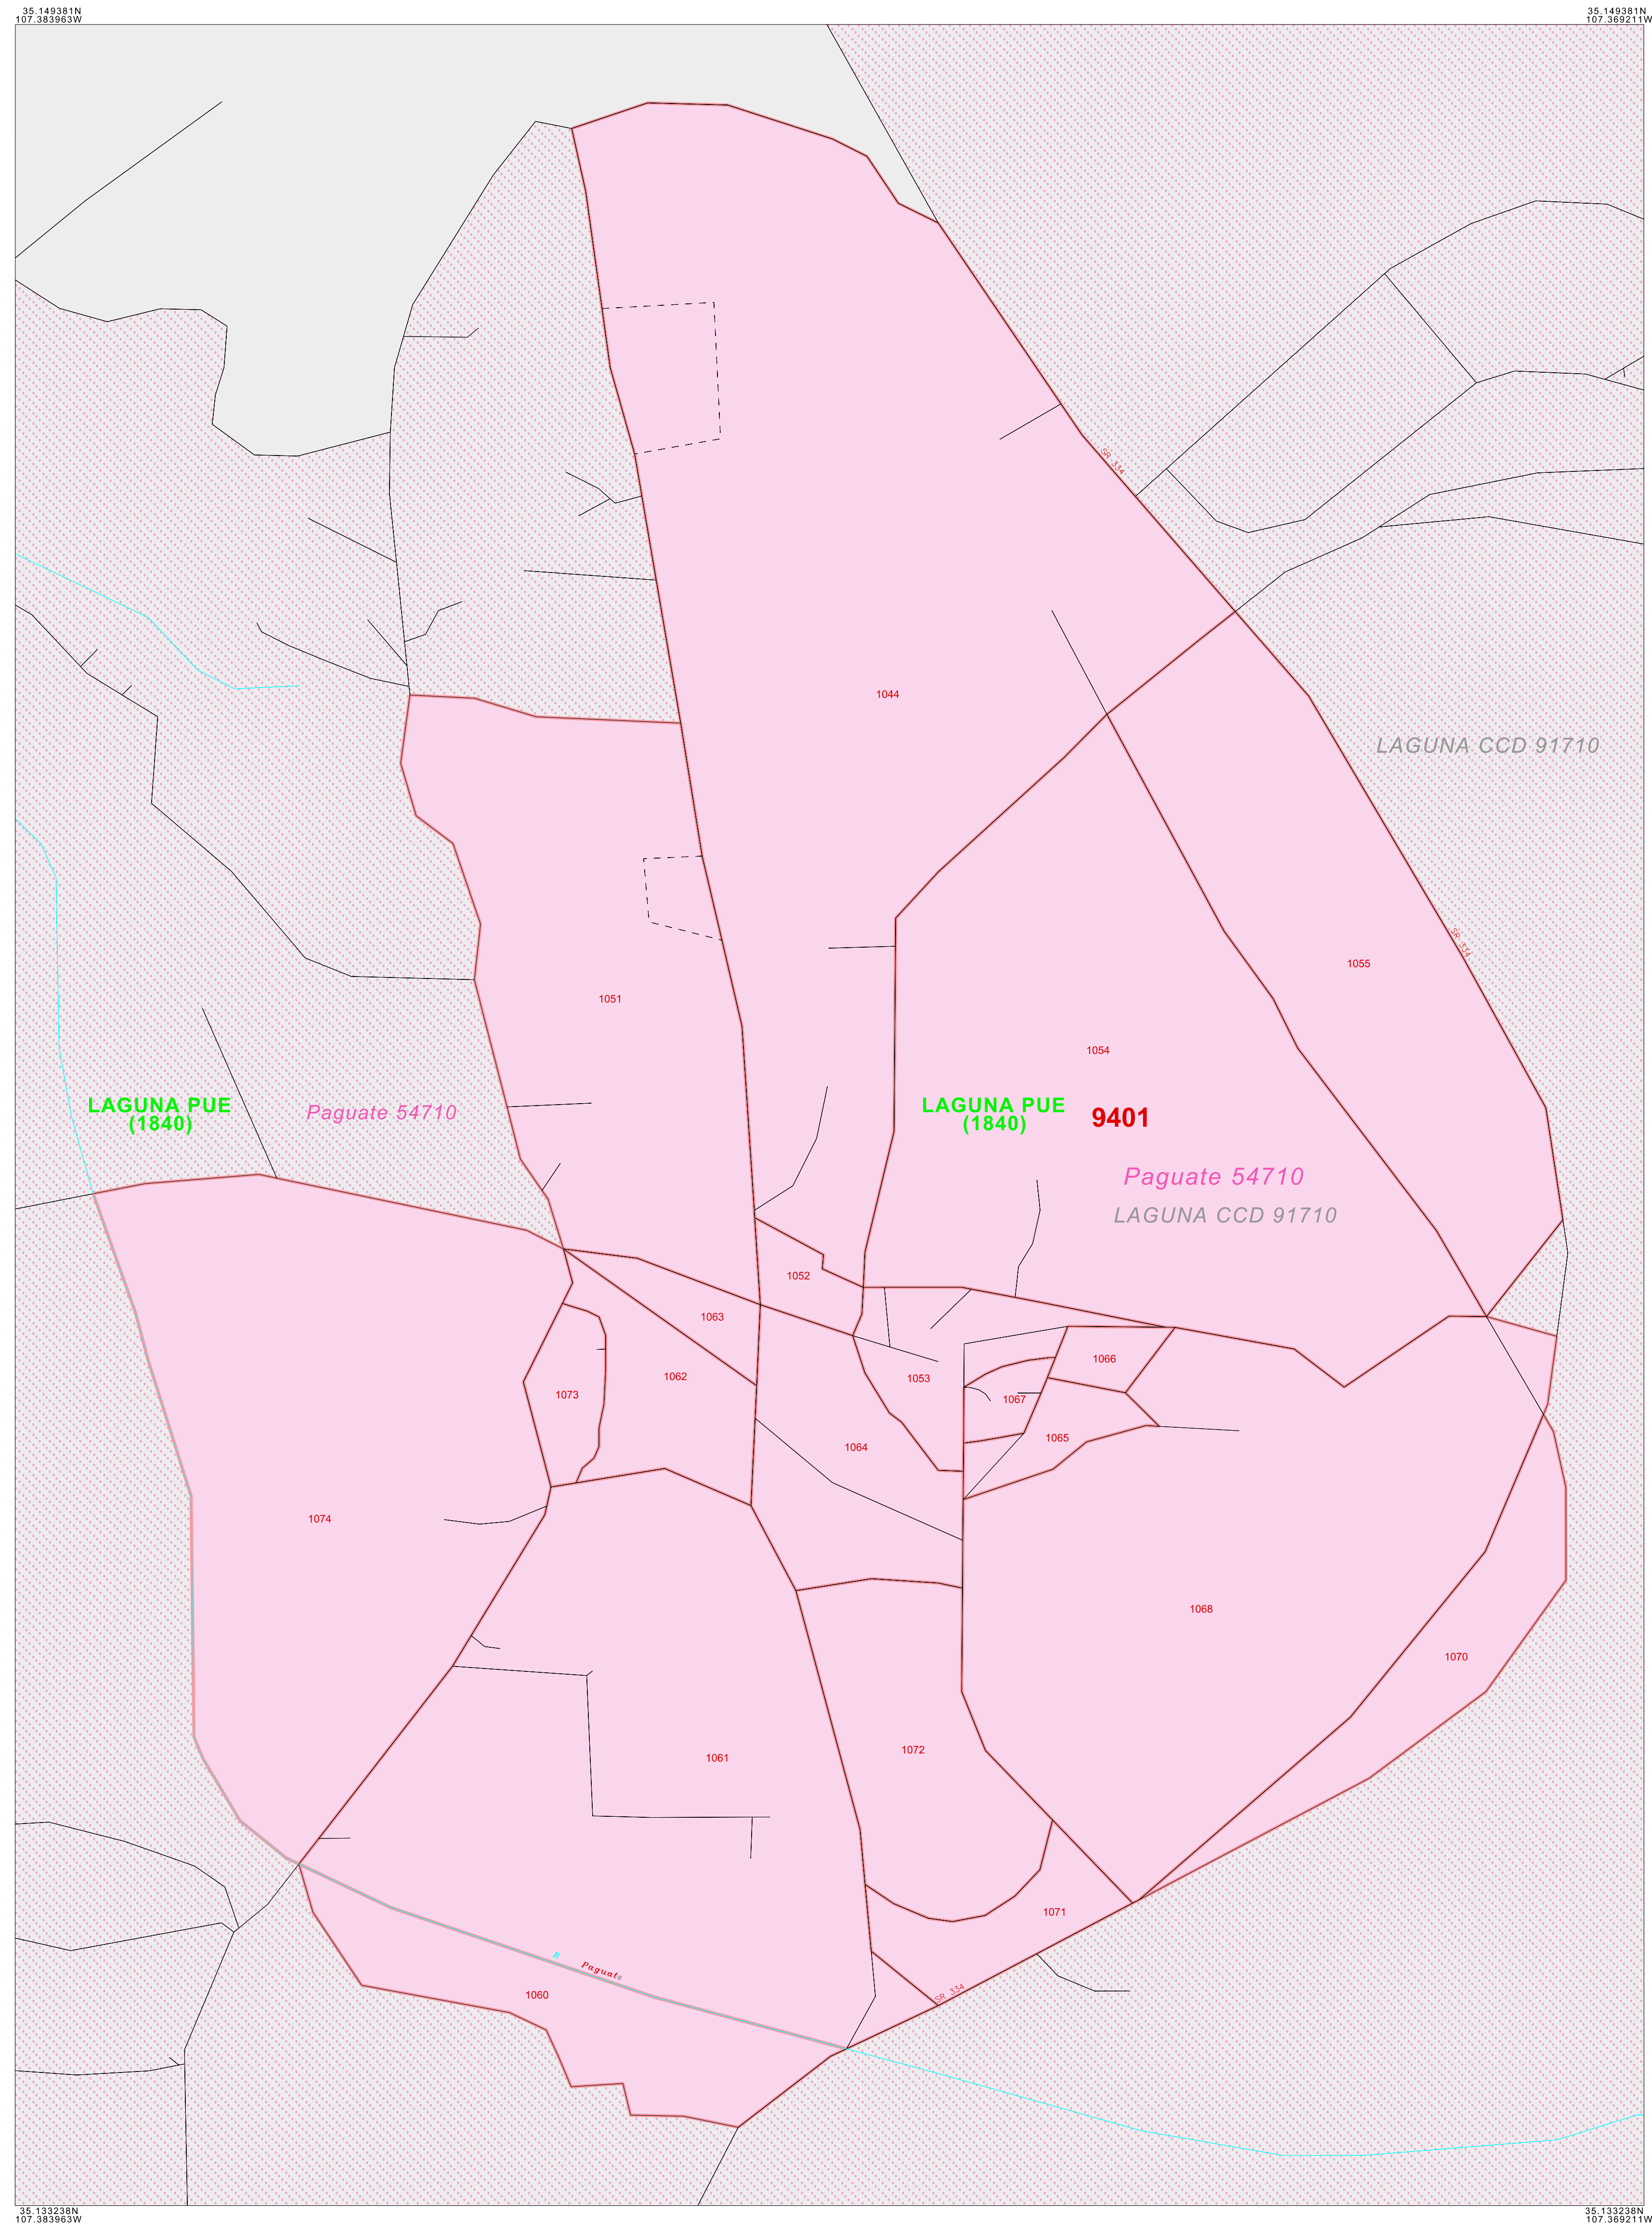 35.149381N
107.383963W
35.149381N
107.369211W
SR 334
1044
LAGUNA CCD 91710
SR 334
1055
1051
1054
LAGUNA PUE
(1840)
Paguate 54710
LAGUNA PUE
(1840)
9401
Paguate 54710
LAGUNA CCD 91710
1052
1063
1066
1062
1053
1073
1067
1065
1064
1074
1068
1070
1072
1061
1071
R Paguate
SR 334
1060
35.133238N
107.383963W
35.133238N
107.369211W